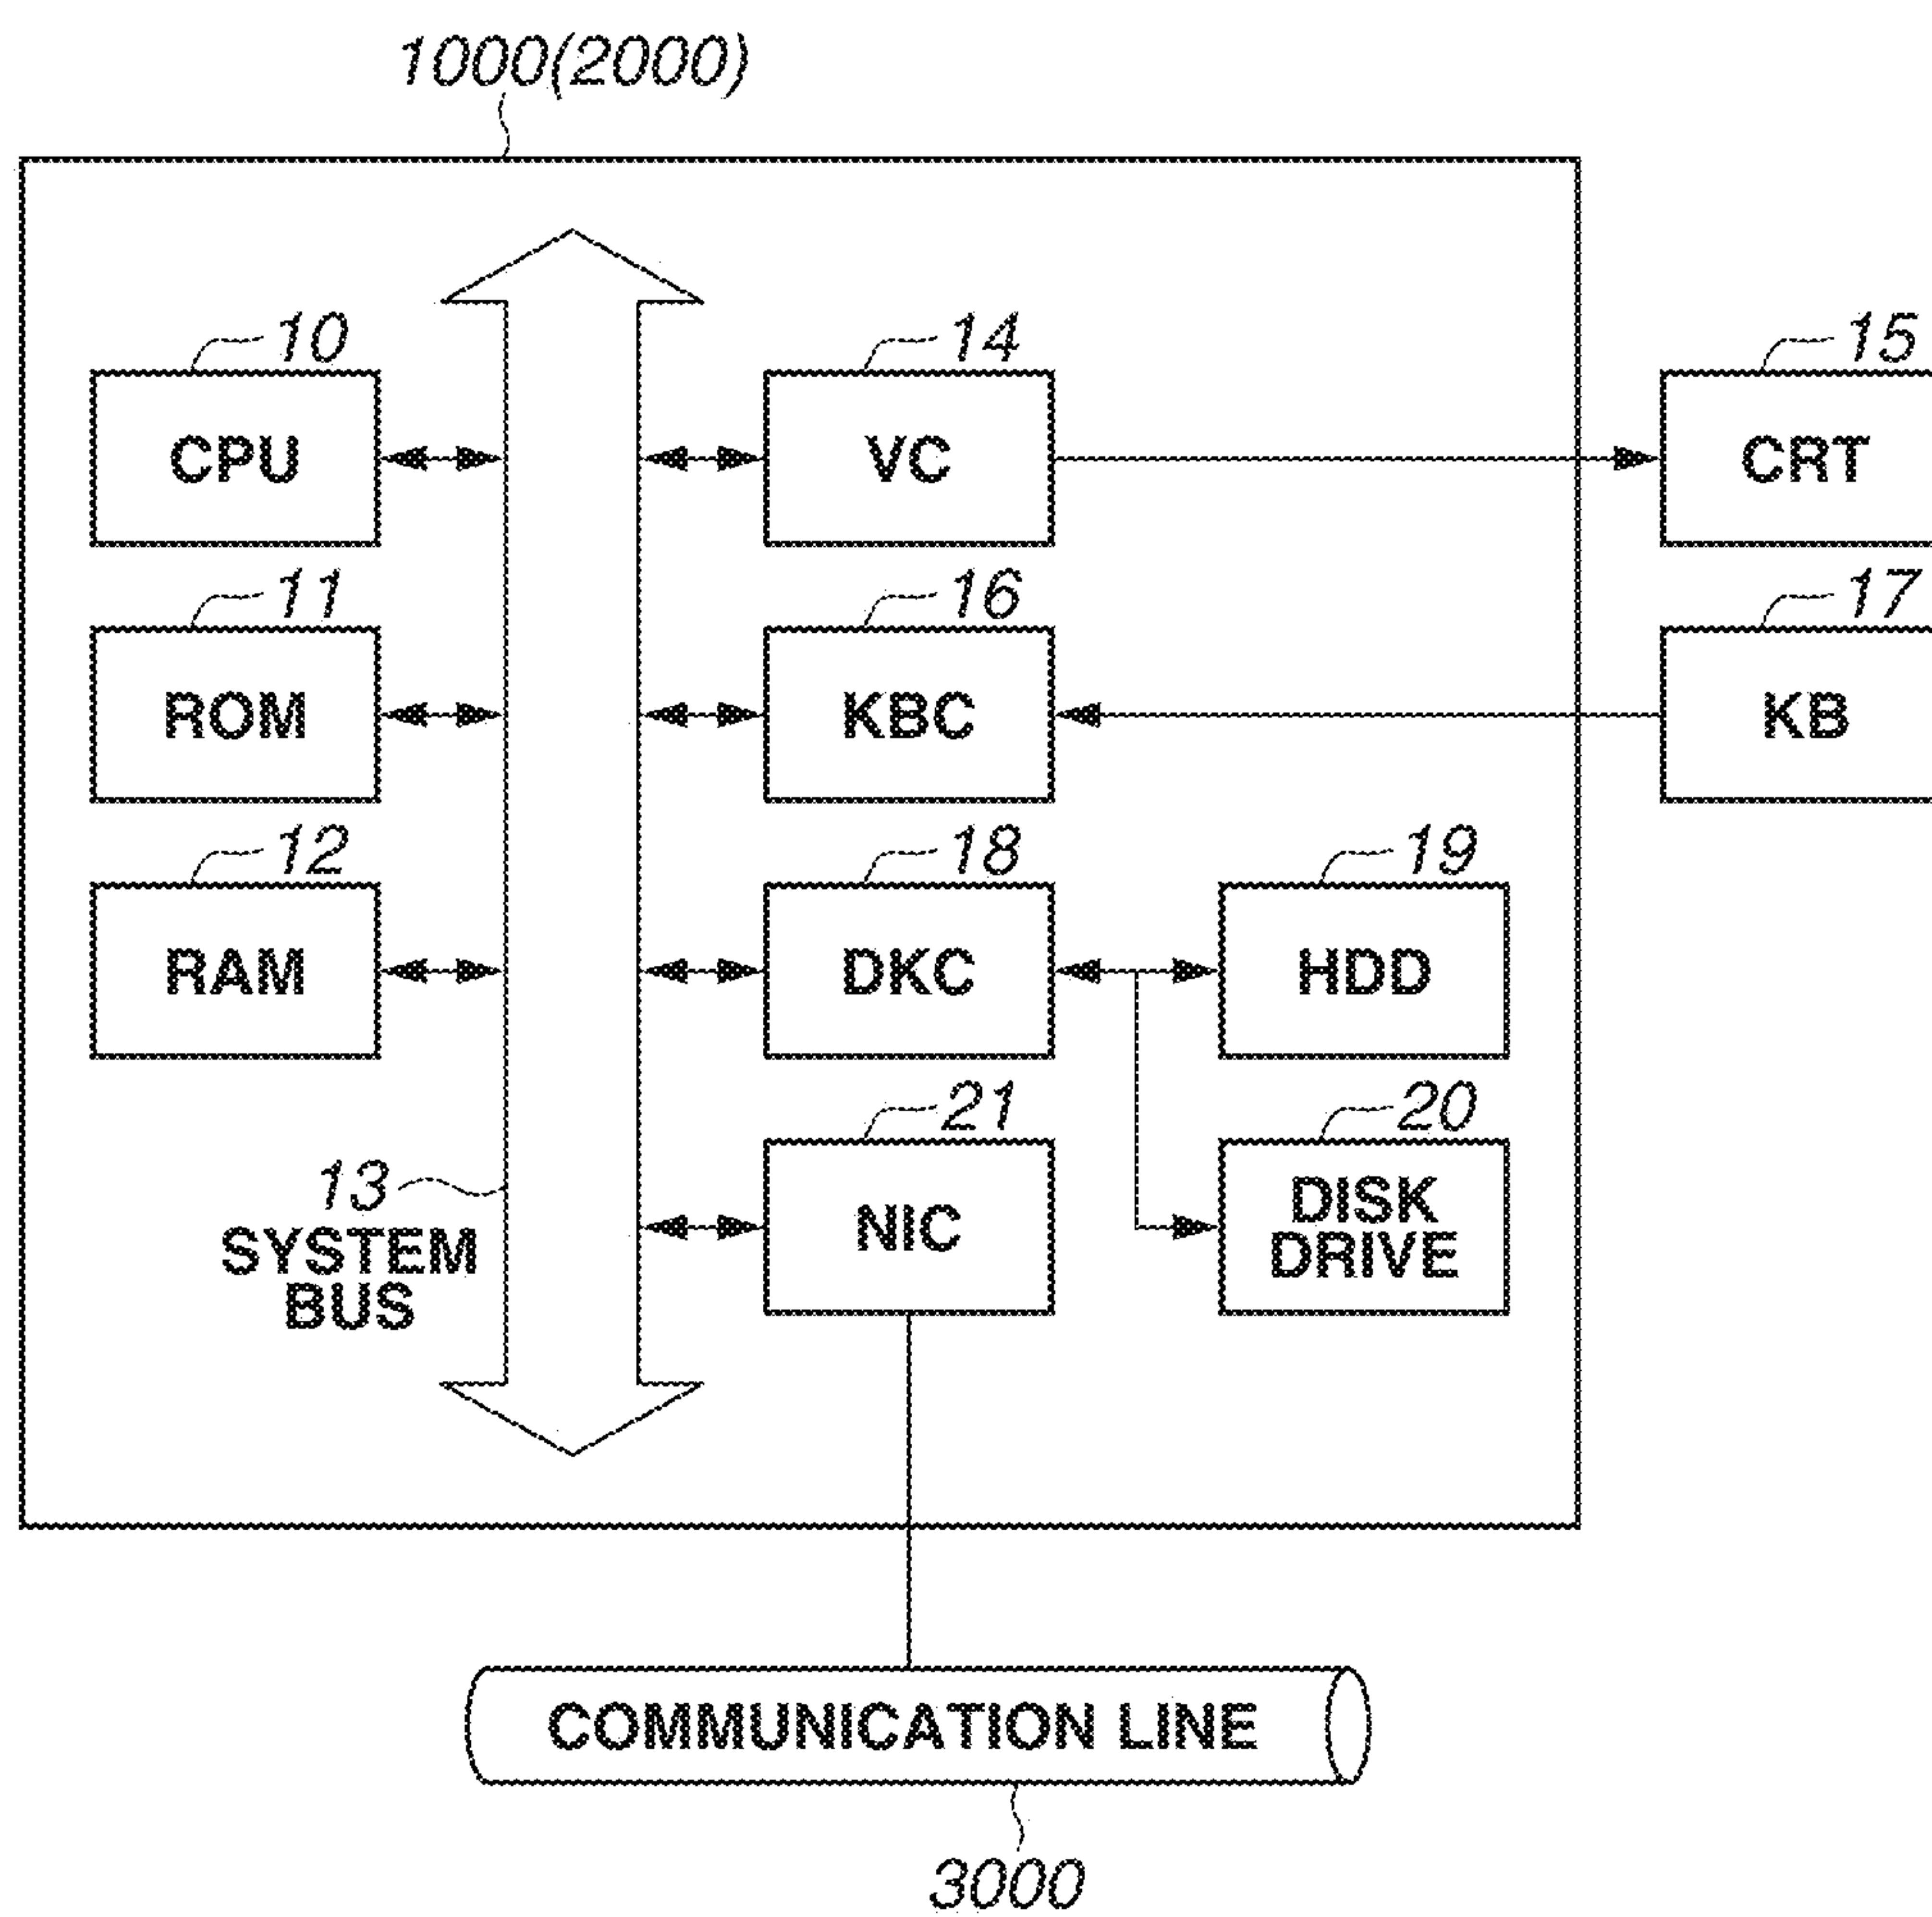 1000(2000)
10
14
15
CPU
VC
CRT
11
16
17
ROM
KBC
KB
12
18
19
RAM
DKC
HDD
21
20
13
SYSTEM
BUS
NIC
DISK
DRIVE
COMMUNICATION LINE
3000